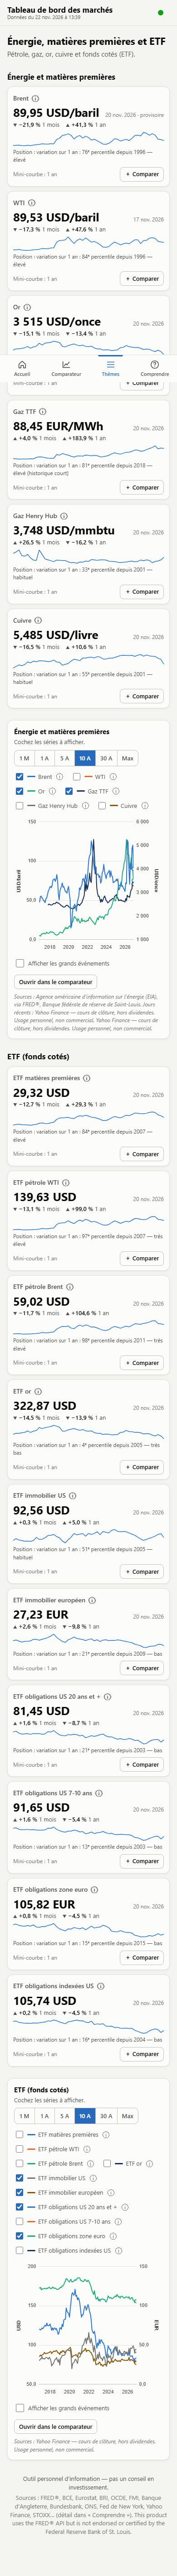 Tableau de bord des marchés
Données du 22 nov. 2026 à 13:39
Énergie, matières premières et ETF
Pétrole, gaz, or, cuivre et fonds cotés (ETF).
Énergie et matières premières
Brent
89,95 USD/baril 20 nov. 2026 · provisoire
▼ −21,9 % 1 mois ▲ +41,3 % 1 an
Position : variation sur 1 an : 76ᵉ percentile depuis 1996 —
élevé
Mini-courbe : 1 an + Comparer
WTI
89,53 USD/baril 17 nov. 2026
▼ −17,3 % 1 mois ▲ +47,6 % 1 an
Position : variation sur 1 an : 84ᵉ percentile depuis 1996 —
élevé
Mini-courbe : 1 an + Comparer
Or
3 515 USD/once 20 nov. 2026
▼ −15,1 % 1 mois ▼ −13,4 % 1 an
Accueil Comparateur Thèmes Comprendre
Mini-courbe : 1 an + Comparer
Gaz TTF
88,45 EUR/MWh 20 nov. 2026
▲ +4,0 % 1 mois ▲ +183,9 % 1 an
Position : variation sur 1 an : 81ᵉ percentile depuis 2018 —
élevé (historique court)
Mini-courbe : 1 an + Comparer
Gaz Henry Hub
3,748 USD/mmbtu 20 nov. 2026
▲ +26,5 % 1 mois ▼ −16,2 % 1 an
Position : variation sur 1 an : 33ᵉ percentile depuis 2001 —
habituel
Mini-courbe : 1 an + Comparer
Cuivre
5,485 USD/livre 20 nov. 2026
▼ −16,5 % 1 mois ▲ +10,6 % 1 an
Position : variation sur 1 an : 55ᵉ percentile depuis 2001 —
habituel
Mini-courbe : 1 an + Comparer
Énergie et matières premières
Cochez les séries à afficher.
1 M 1 A 5 A 10 A 30 A Max
Brent WTI
Or Gaz TTF
Gaz Henry Hub Cuivre
150 6 000
5 000
100 4 000
USD/baril USD/once
3 000
50,0
2 000
0,0 1 000
2018 2020 2022 2024 2026
Afficher les grands événements
Ouvrir dans le comparateur
Sources : Agence américaine d'information sur l'énergie (EIA),
via FRED®, Banque fédérale de réserve de Saint-Louis. Jours
récents : Yahoo Finance — cours de clôture, hors dividendes.
Usage personnel, non commercial. Yahoo Finance — cours de
clôture, hors dividendes. Usage personnel, non commercial.
ETF (fonds cotés)
ETF matières premières
29,32 USD 20 nov. 2026
▼ −12,7 % 1 mois ▲ +29,3 % 1 an
Position : variation sur 1 an : 84ᵉ percentile depuis 2007 —
élevé
Mini-courbe : 1 an + Comparer
ETF pétrole WTI
139,63 USD 20 nov. 2026
▼ −13,1 % 1 mois ▲ +99,0 % 1 an
Position : variation sur 1 an : 97ᵉ percentile depuis 2007 — très
élevé
Mini-courbe : 1 an + Comparer
ETF pétrole Brent
59,02 USD 20 nov. 2026
▼ −11,7 % 1 mois ▲ +104,6 % 1 an
Position : variation sur 1 an : 98ᵉ percentile depuis 2011 — très
élevé
Mini-courbe : 1 an + Comparer
ETF or
322,87 USD 20 nov. 2026
▼ −14,5 % 1 mois ▼ −13,9 % 1 an
Position : variation sur 1 an : 4ᵉ percentile depuis 2005 — très
bas
Mini-courbe : 1 an + Comparer
ETF immobilier US
92,56 USD 20 nov. 2026
▲ +0,3 % 1 mois ▲ +5,0 % 1 an
Position : variation sur 1 an : 51ᵉ percentile depuis 2005 —
habituel
Mini-courbe : 1 an + Comparer
ETF immobilier européen
27,23 EUR 20 nov. 2026
▲ +2,6 % 1 mois ▼ −9,8 % 1 an
Position : variation sur 1 an : 21ᵉ percentile depuis 2009 — bas
Mini-courbe : 1 an + Comparer
ETF obligations US 20 ans et +
81,45 USD 20 nov. 2026
▲ +1,6 % 1 mois ▼ −8,7 % 1 an
Position : variation sur 1 an : 21ᵉ percentile depuis 2003 — bas
Mini-courbe : 1 an + Comparer
ETF obligations US 7-10 ans
91,65 USD 20 nov. 2026
▲ +1,6 % 1 mois ▼ −5,4 % 1 an
Position : variation sur 1 an : 13ᵉ percentile depuis 2003 — bas
Mini-courbe : 1 an + Comparer
ETF obligations zone euro
105,82 EUR 20 nov. 2026
▲ +0,8 % 1 mois ▼ −4,5 % 1 an
Position : variation sur 1 an : 15ᵉ percentile depuis 2015 — bas
Mini-courbe : 1 an + Comparer
ETF obligations indexées US
105,74 USD 20 nov. 2026
▲ +0,2 % 1 mois ▼ −4,5 % 1 an
Position : variation sur 1 an : 16ᵉ percentile depuis 2004 — bas
Mini-courbe : 1 an + Comparer
ETF (fonds cotés)
Cochez les séries à afficher.
1 M 1 A 5 A 10 A 30 A Max
ETF matières premières
ETF pétrole WTI
ETF pétrole Brent ETF or
ETF immobilier US
ETF immobilier européen
ETF obligations US 20 ans et +
ETF obligations US 7-10 ans
ETF obligations zone euro
ETF obligations indexées US
200 150
150 100
USD EUR
100 50,0
50,0 0,0
2018 2020 2022 2024 2026
Afficher les grands événements
Ouvrir dans le comparateur
Sources : Yahoo Finance — cours de clôture, hors dividendes.
Usage personnel, non commercial.
Outil personnel d'information — pas un conseil en
investissement.
Sources : FRED®, BCE, Eurostat, BRI, OCDE, FMI, Banque
d'Angleterre, Bundesbank, ONS, Fed de New York, Yahoo
Finance, STOXX… (détail dans « Comprendre »). This product
uses the FRED® API but is not endorsed or certified by the
Federal Reserve Bank of St. Louis.